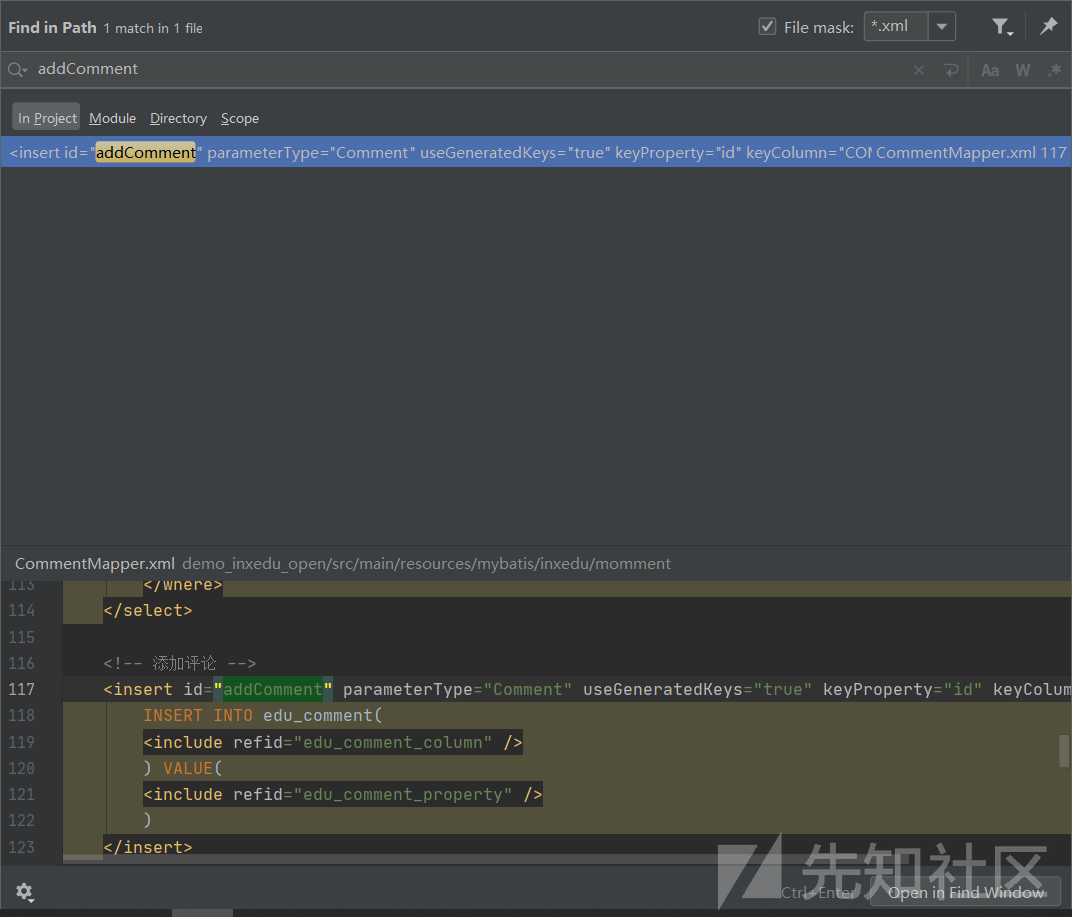 Find in Path 1 match in 1 file File mask: *.xml
addComment Aa W .*
In Project Module Directory Scope
<insert id="addComment" parameterType="Comment" useGeneratedKeys="true" keyProperty="id" keyColumn="COM CommentMapper.xml 117
CommentMapper.xml demo_inxedu_open/src/main/resources/mybatis/inxedu/momment
113 </where>
114 </select>
115
116 <!-- 添加评论 -->
117 <insert id="addComment" parameterType="Comment" useGeneratedKeys="true" keyProperty="id" keyColum
118 INSERT INTO edu_comment(
119 <include refid="edu_comment_column" />
120 ) VALUE(
121 <include refid="edu_comment_property" />
122 )
123 </insert>
先知社区
Ctrl+Enter Open in Find Window